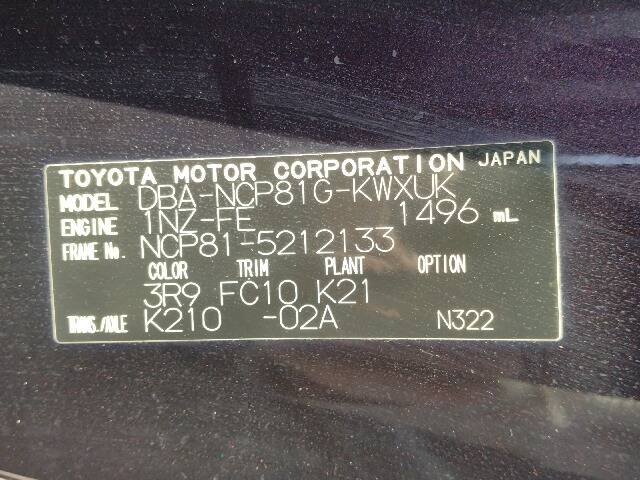 TOYOTA MOTOR CORPORATION JAPAN
MODEL DBA-NCP81G-KWXUK
ENGINE 1NZ-FE 1496 mL
FRAME No. NCP81-5212133
COLOR TRIM PLANT OPTION
3R9 FC10 K21
TRANS./AXLE K210 -02A N322